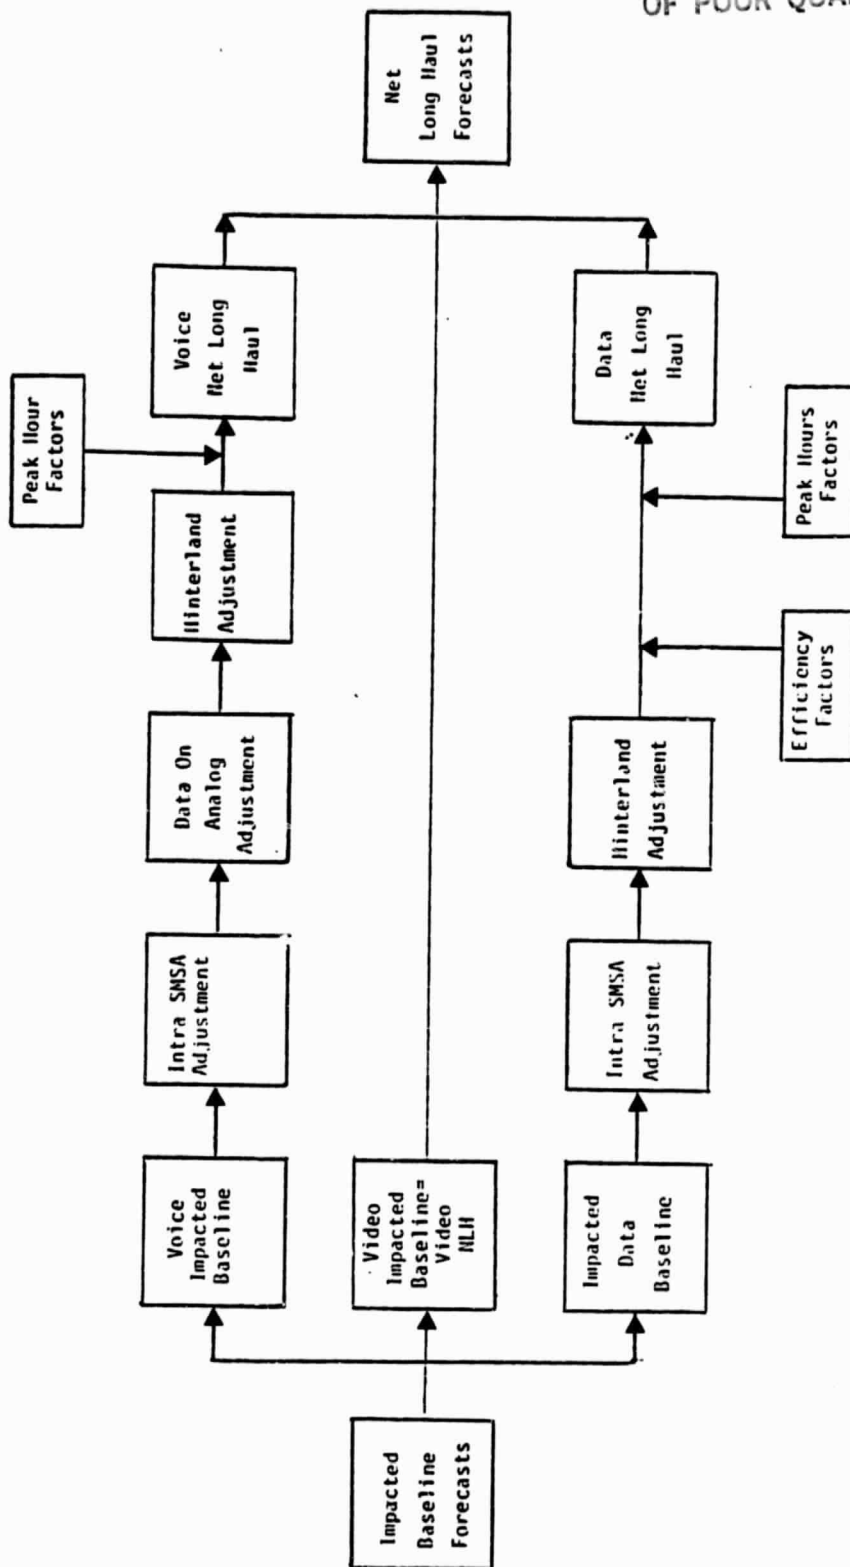 OF POOR
Impacted
Baseline
Forecasts
Voice
Impacted
Baseline
Intra SMSA
Adjustment
Data On
Analog
Adjustment
Hinterland
Adjustment
Peak Hour
Factors
Voice
Net Long
Haul
Video
Impacted
Baseline=
Video
NLH
Net
Long Haul
Forecasts
Impacted
Data
Baseline
Intra SMSA
Adjustment
Hinterland
Adjustment
Efficiency
Factors
Peak Hours
Factors
Data
Net Long
Haul